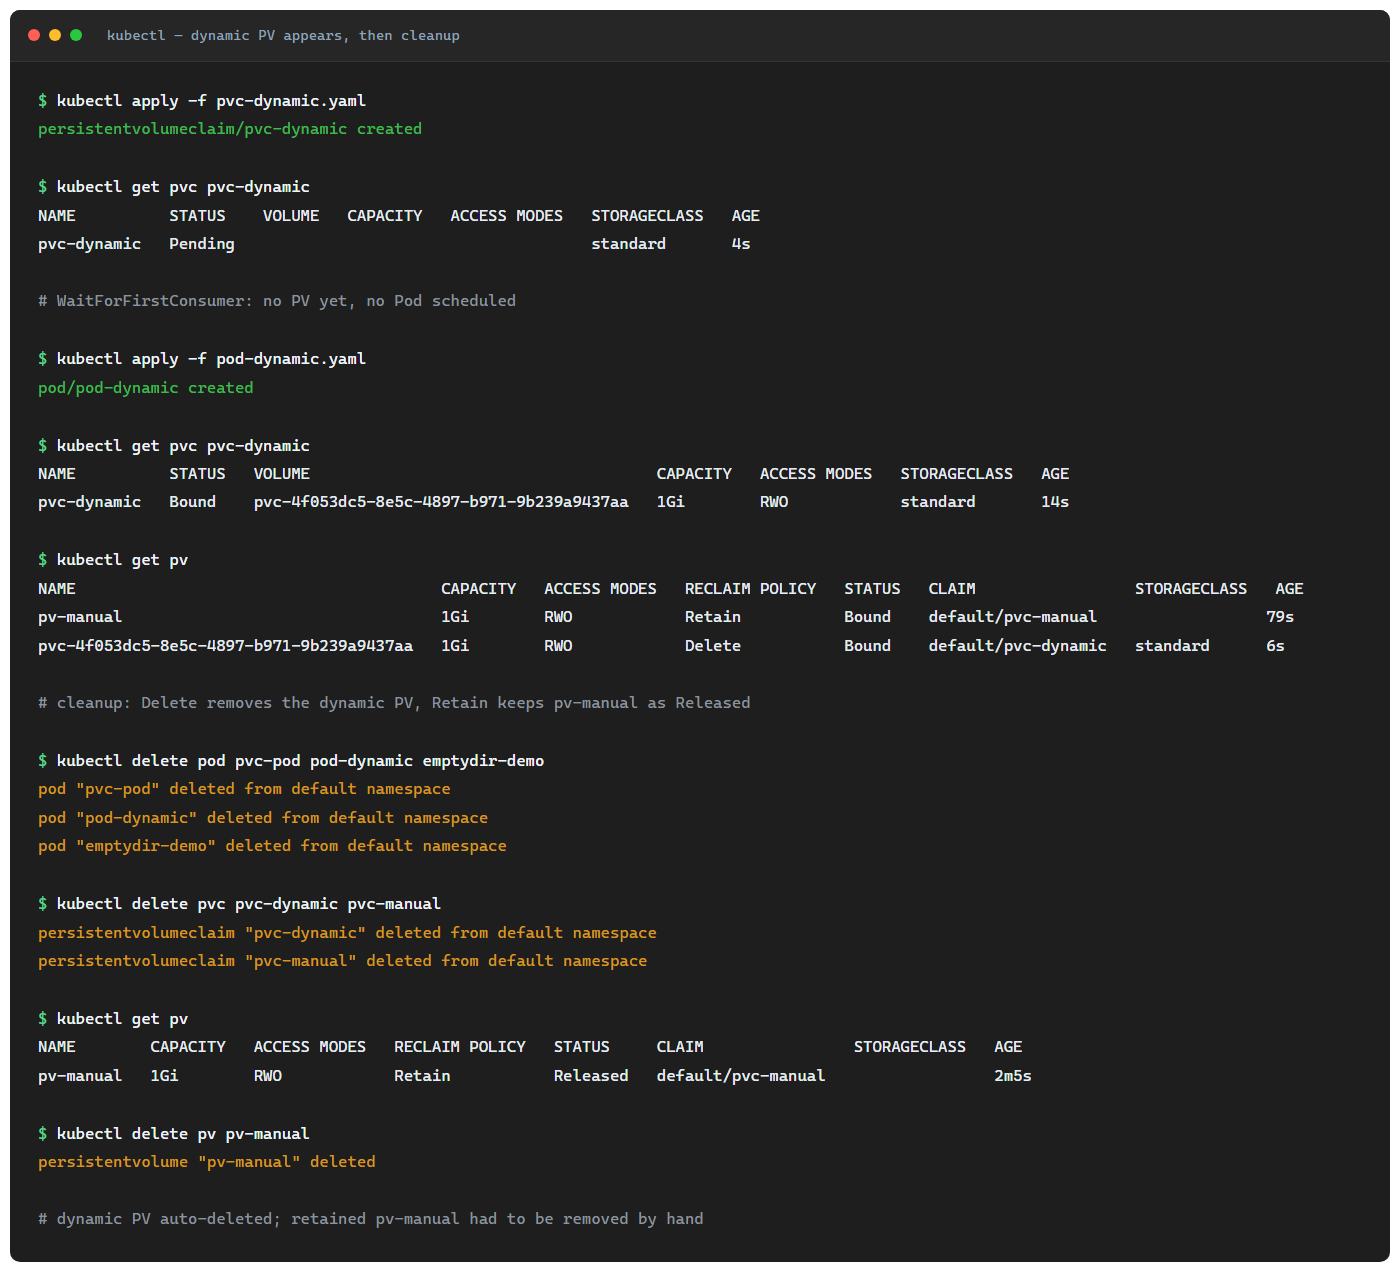 kubectl — dynamic PV appears, then cleanup
$ kubectl apply -f pvc-dynamic.yaml
persistentvolumeclaim/pvc-dynamic created
$ kubectl get pvc pvc-dynamic
NAME          STATUS    VOLUME   CAPACITY   ACCESS MODES   STORAGECLASS   AGE
pvc-dynamic   Pending                                      standard       4s
# WaitForFirstConsumer: no PV yet, no Pod scheduled
$ kubectl apply -f pod-dynamic.yaml
pod/pod-dynamic created
$ kubectl get pvc pvc-dynamic
NAME          STATUS   VOLUME                                     CAPACITY   ACCESS MODES   STORAGECLASS   AGE
pvc-dynamic   Bound    pvc-4f053dc5-8e5c-4897-b971-9b239a9437aa   1Gi        RWO            standard       14s
$ kubectl get pv
NAME                                       CAPACITY   ACCESS MODES   RECLAIM POLICY   STATUS   CLAIM                 STORAGECLASS   AGE
pv-manual                                  1Gi        RWO            Retain           Bound    default/pvc-manual                  79s
pvc-4f053dc5-8e5c-4897-b971-9b239a9437aa   1Gi        RWO            Delete           Bound    default/pvc-dynamic   standard      6s
# cleanup: Delete removes the dynamic PV, Retain keeps pv-manual as Released
$ kubectl delete pod pvc-pod pod-dynamic emptydir-demo
pod "pvc-pod" deleted from default namespace
pod "pod-dynamic" deleted from default namespace
pod "emptydir-demo" deleted from default namespace
$ kubectl delete pvc pvc-dynamic pvc-manual
persistentvolumeclaim "pvc-dynamic" deleted from default namespace
persistentvolumeclaim "pvc-manual" deleted from default namespace
$ kubectl get pv
NAME        CAPACITY   ACCESS MODES   RECLAIM POLICY   STATUS     CLAIM                STORAGECLASS   AGE
pv-manual   1Gi        RWO            Retain           Released   default/pvc-manual                  2m5s
$ kubectl delete pv pv-manual
persistentvolume "pv-manual" deleted
# dynamic PV auto-deleted; retained pv-manual had to be removed by hand